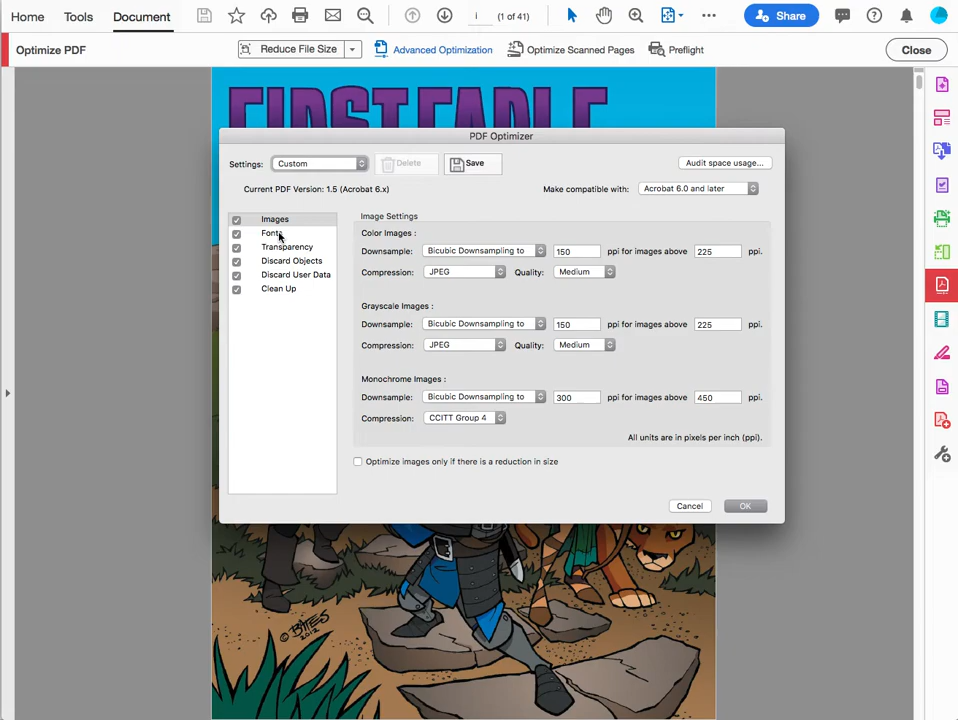 Home Tools Document i (1 of 41) Share
Optimize PDF Reduce File Size Advanced Optimization Optimize Scanned Pages Preflight Close
FIRST FABLE
PDF Optimizer
Settings: Custom Delete Save Audit space usage...
Current PDF Version: 1.5 (Acrobat 6.x) Make compatible with: Acrobat 6.0 and later
Images
Fonts
Transparency
Discard Objects
Discard User Data
Clean Up
Image Settings
Color Images :
Downsample: Bicubic Downsampling to 150 ppi for images above 225 ppi.
Compression: JPEG Quality: Medium
Grayscale Images :
Downsample: Bicubic Downsampling to 150 ppi for images above 225 ppi.
Compression: JPEG Quality: Medium
Monochrome Images :
Downsample: Bicubic Downsampling to 300 ppi for images above 450 ppi.
Compression: CCITT Group 4
All units are in pixels per inch (ppi).
Optimize images only if there is a reduction in size
Cancel OK
© BATES
2012